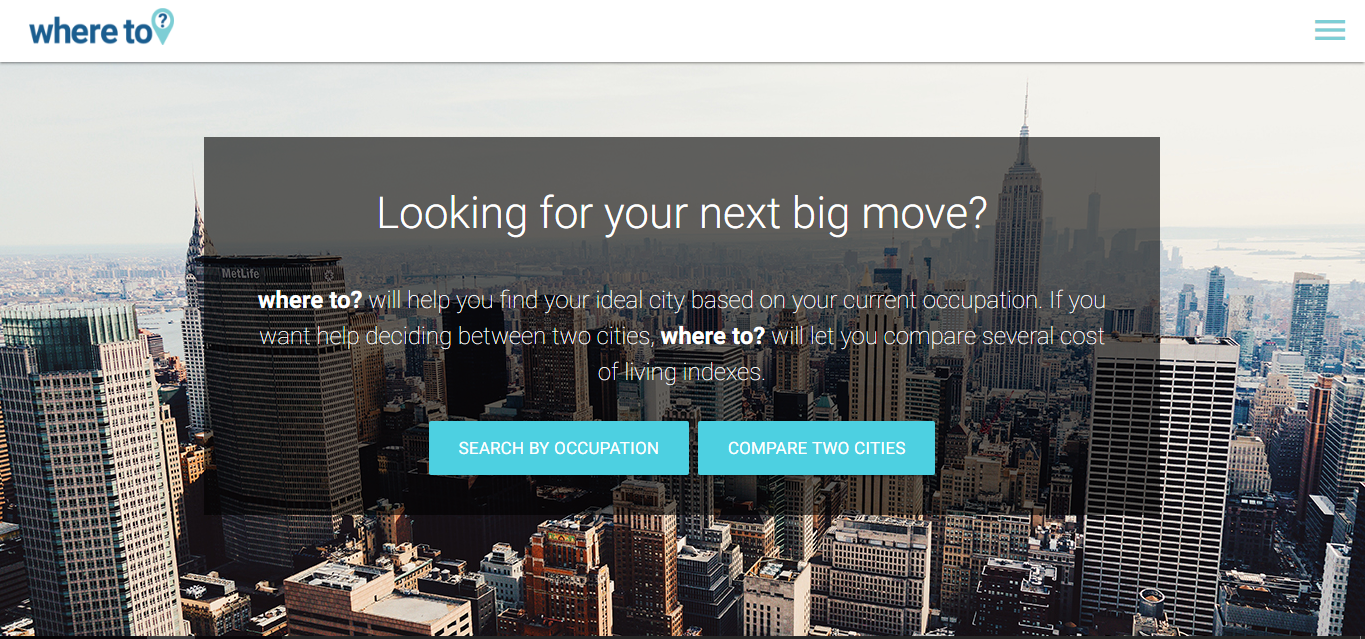 where to?
Looking for your next big move?
MetLife
where to? will help you find your ideal city based on your current occupation. If you
want help deciding between two cities, where to? will let you compare several cost
of living indexes.
SEARCH BY OCCUPATION
COMPARE TWO CITIES